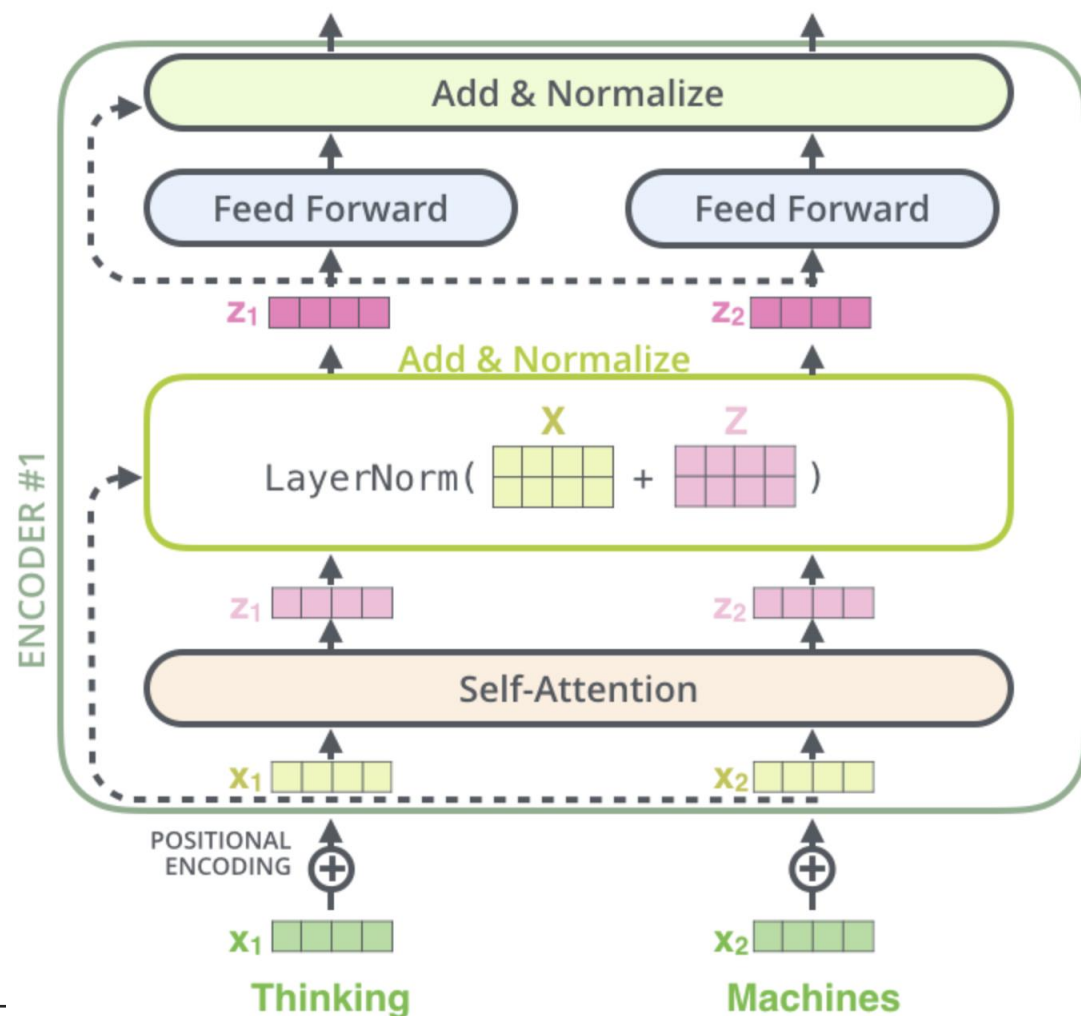 Add & Normalize
Feed Forward
Feed Forward
z1
z2
Add & Normalize
X
Z
LayerNorm( + )
ENCODER #1
z1
z2
Self-Attention
x1
x2
POSITIONAL
ENCODING
x1
x2
Thinking
Machines